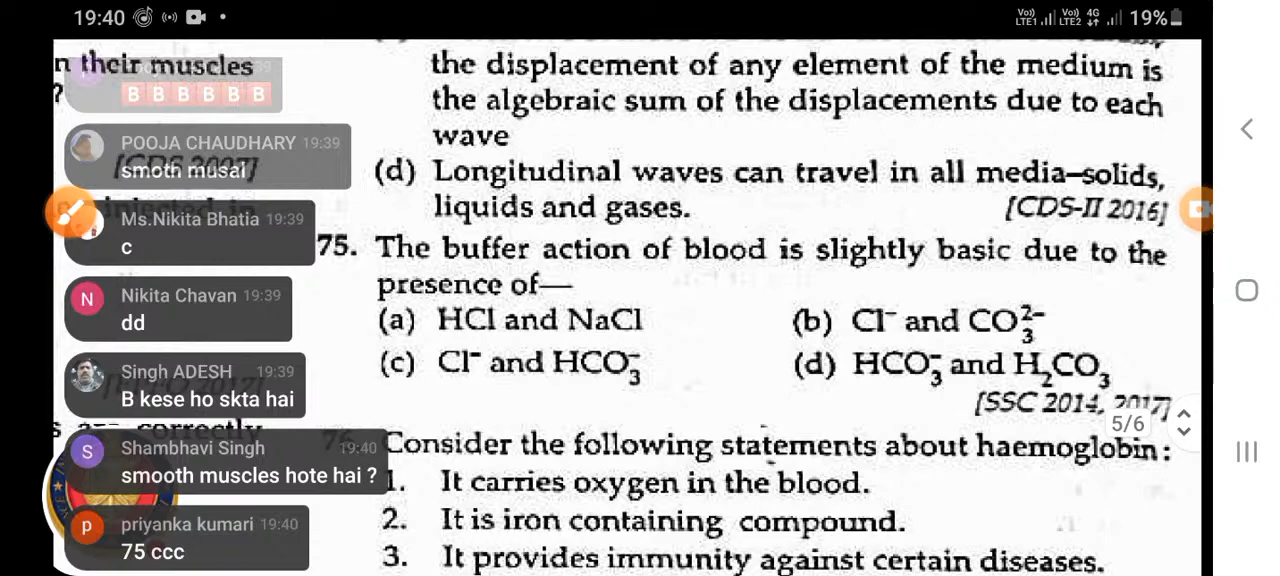 19:40
Vo))
LTE1
Vo)) 4G
LTE2
19%
n their muscles
?
B B B B B B
POOJA CHAUDHARY 19:39
smoth musal
Ms.Nikita Bhatia 19:39
c
Nikita Chavan 19:39
dd
Singh ADESH 19:39
B kese ho skta hai
correctly
Shambhavi Singh 19:40
smooth muscles hote hai ?
priyanka kumari 19:40
75 ccc
the displacement of any element of the medium is
the algebraic sum of the displacements due to each
wave
(d) Longitudinal waves can travel in all media–solids,
liquids and gases. [CDS-II 2016]
75. The buffer action of blood is slightly basic due to the
presence of—
(a) HCl and NaCl (b) Cl⁻ and CO₃²⁻
(c) Cl⁻ and HCO₃⁻ (d) HCO₃⁻ and H₂CO₃
[SSC 2014, 2017]
5/6
76. Consider the following statements about haemoglobin:
1. It carries oxygen in the blood.
2. It is iron containing compound.
3. It provides immunity against certain diseases.